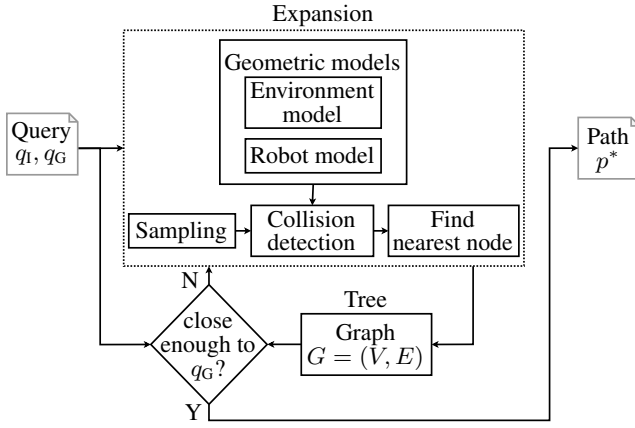 Expansion
Geometric models
Environment
model
Robot model
Query
q_I, q_G
Path
p*
Sampling
Collision
detection
Find
nearest node
N
Tree
close
enough to
q_G?
Graph
G = (V, E)
Y